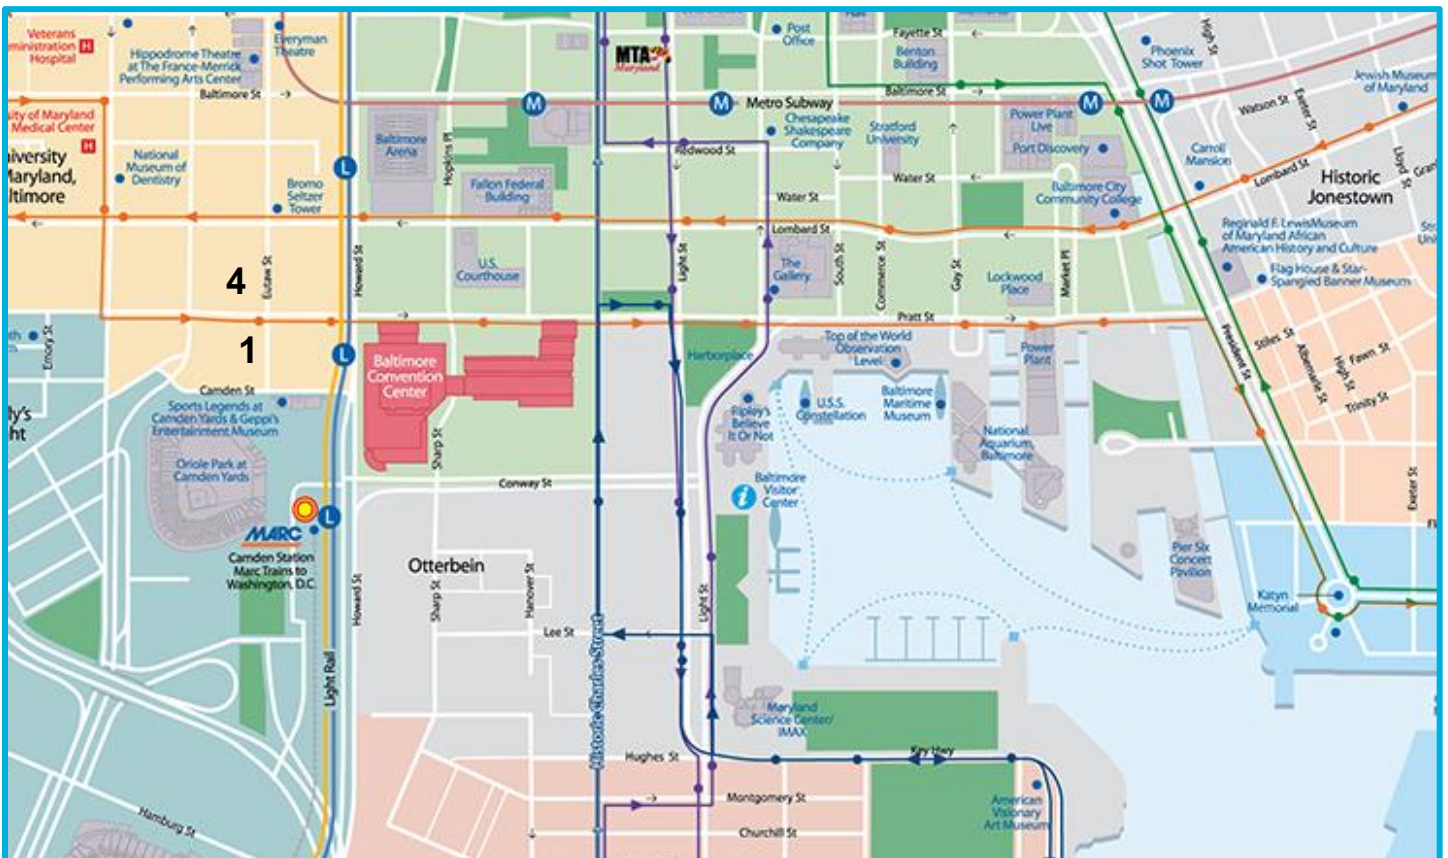 Veterans
ministration
Hospital
H
Hippodrome Theatre
at The France-Merrick
Performing Arts Center
Everyman
Theatre
Baltimore St
sity of Maryland
Medical Center
H
iversity
Maryland,
ltimore
National
Museum of
Dentistry
Bromo
Seltzer
Tower
L
Baltimore
Arena
Hopkins Pl
Fallon Federal
Building
M
MTA
Maryland
M
Metro Subway
Post
Office
Fayette St
Benton
Building
Baltimore St
M
M
High St
Phoenix
Shot Tower
Jewish Museum
of Maryland
Watson St
Exeter St
Chesapeake
Shakespeare
Company
Redwood St
Stratford
University
Power Plant
Live
Port Discovery
Water St
Water St
Baltimore City
Community College
Carroll
Mansion
Lombard St
Lloyd St
Historic
Jonestown
Reginald F. LewisMuseum
of Maryland African
American History and Culture
Flag House & Star-
Spangled Banner Museum
4
Eutaw St
Howard St
U.S.
Courthouse
Light St
Lombard St
The
Gallery
South St
Commerce St
Gay St
Lockwood
Place
Market Pl
Pratt St
1
Emory St
L
Baltimore
Convention
Center
Harborplace
Top of the World
Observation
Level
Power
Plant
President St
Stiles St
Albemarle St
High St
Fawn St
Trinity St
Camden St
ly's
ht
Sports Legends at
Camden Yards & Geppi's
Entertainment Museum
Oriole Park at
Camden Yards
Sharp St
Ripley's
Believe
It Or Not
U.S.S.
Constellation
Baltimore
Maritime
Museum
National
Aquarium,
Baltimore
Exeter St
Conway St
Baltimore
Visitor
Center
i
L
MARC
Camden Station
Marc Trains to
Washington, D.C.
Howard St
Otterbein
Sharp St
Hanover St
Light St
Pier Six
Concert
Pavilion
Katyn
Memorial
Lee St
Light Rail
Historic Charles Street
Maryland
Science Center/
IMAX
Hughes St
Key Hwy
Montgomery St
Churchill St
American
Visionary
Art Museum
Hamburg St